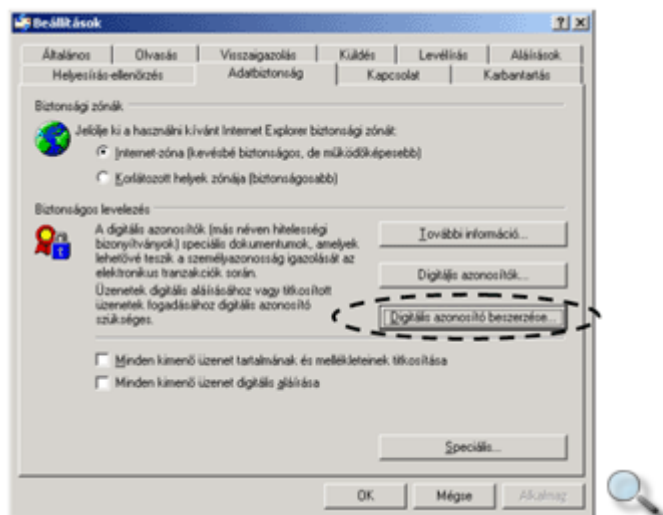 Beállítások
Általános Olvasás Visszaigazolás Küldés Levélírás Aláírások
Helyesírás-ellenőrzés Adatbiztonság Kapcsolat Karbantartás
Biztonsági zónák
Jelölje ki a használni kívánt Internet Explorer biztonsági zónát:
Internet-zóna (kevésbé biztonságos, de működőképesebb)
Korlátozott helyek zónája (biztonságosabb)
Biztonságos levelezés
A digitális azonosítók (más néven hitelességi
bizonyítványok) speciális dokumentumok, amelyek
lehetővé teszik a személyazonosság igazolását az
elektronikus tranzakciók során.
Üzenetek digitális aláírásához vagy titkosított
üzenetek fogadásához digitális azonosító
szükséges.
További információ...
Digitális azonosítók...
Digitális azonosító beszerzése...
Minden kimenő üzenet tartalmának és mellékleteinek titkosítása
Minden kimenő üzenet digitális aláírása
Speciális...
OK Mégse Alkalmaz